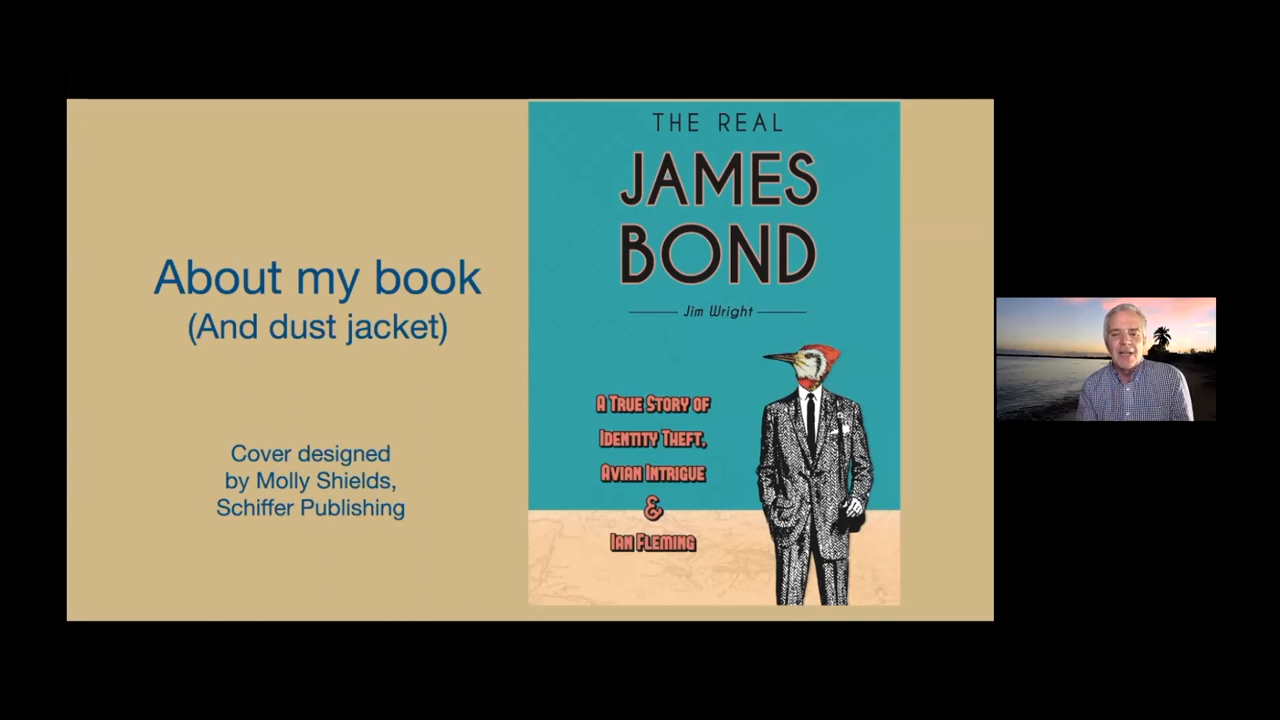 About my book
(And dust jacket)
Cover designed
by Molly Shields,
Schiffer Publishing
THE REAL
JAMES
BOND
Jim Wright
A TRUE STORY OF
IDENTITY THEFT,
AVIAN INTRIGUE
&
IAN FLEMING